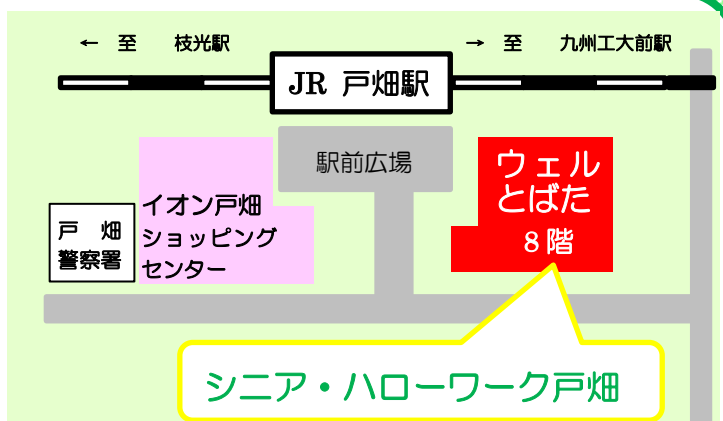 ← 至 枝光駅
→ 至 九州工大前駅
JR 戸畑駅
駅前広場
ウェル
とばた
8階
イオン戸畑
ショッピング
センター
戸 畑
警察署
シニア・ハローワーク戸畑